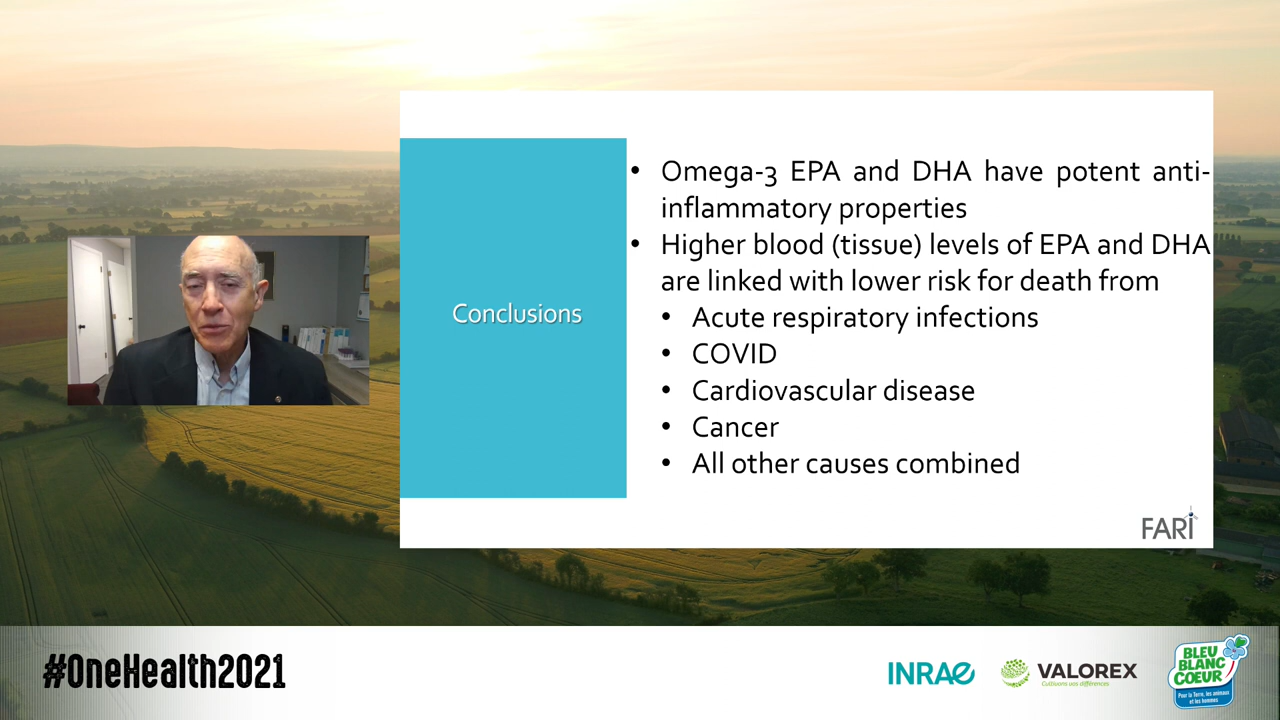 Conclusions
• Omega-3 EPA and DHA have potent anti-
inflammatory properties
• Higher blood (tissue) levels of EPA and DHA
are linked with lower risk for death from
• Acute respiratory infections
• COVID
• Cardiovascular disease
• Cancer
• All other causes combined
FARI
#OneHealth2021
INRAE
VALOREX
Cultivons vos différences
BLEU
BLANC
CŒUR
Pour la Terre, les animaux
et les hommes